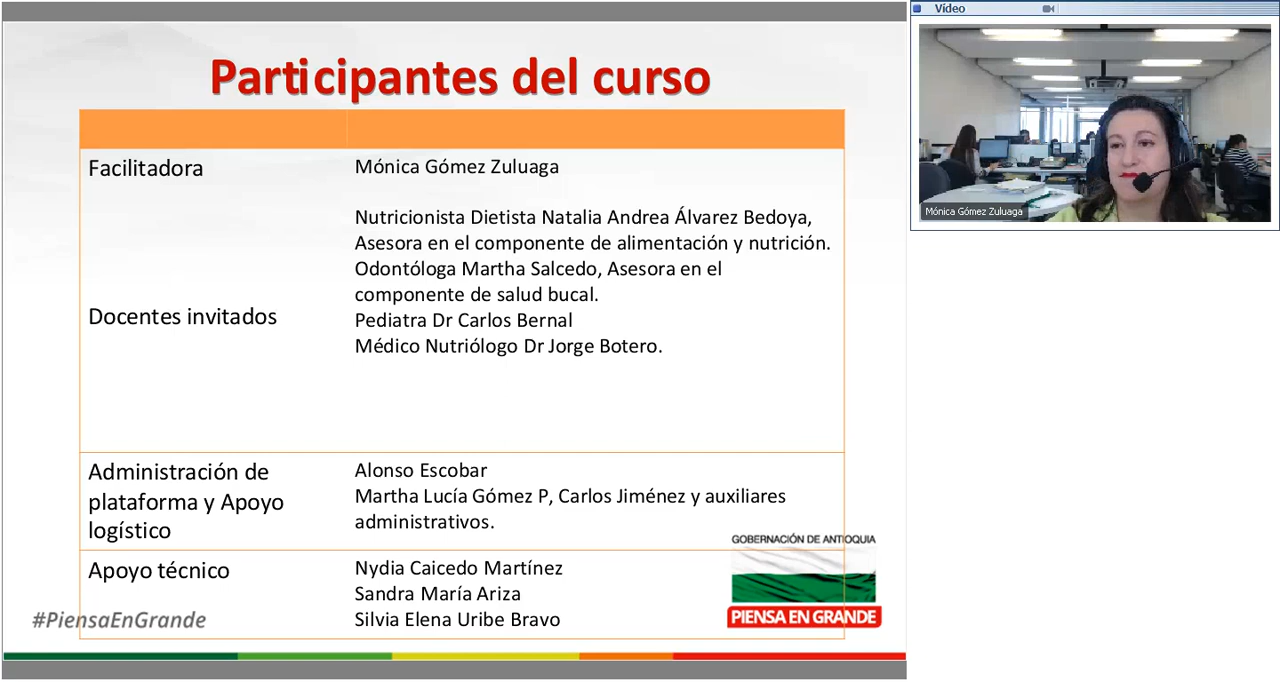 Participantes del curso
Facilitadora
Mónica Gómez Zuluaga
Docentes invitados
Nutricionista Dietista Natalia Andrea Álvarez Bedoya,
Asesora en el componente de alimentación y nutrición.
Odontóloga Martha Salcedo, Asesora en el
componente de salud bucal.
Pediatra Dr Carlos Bernal
Médico Nutriólogo Dr Jorge Botero.
Administración de
plataforma y Apoyo
logístico
Alonso Escobar
Martha Lucía Gómez P, Carlos Jiménez y auxiliares
administrativos.
Apoyo técnico
Nydia Caicedo Martínez
Sandra María Ariza
Silvia Elena Uribe Bravo
GOBERNACIÓN DE ANTIOQUIA
PIENSA EN GRANDE
#PiensaEnGrande
Vídeo
Mónica Gómez Zuluaga